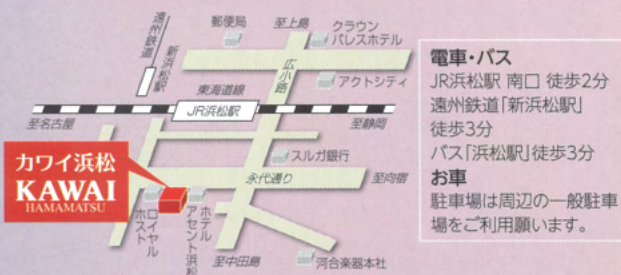 遠州鉄道
新浜松駅
郵便局
至上島
クラウン
パレスホテル
広小路
アクトシティ
東海道線
JR浜松駅
至名古屋
至静岡
カワイ浜松
KAWAI
HAMAMATSU
スルガ銀行
永代通り
至向宿
ロイヤル
ホスト
ホテル
アセント浜松
至中田島
河合楽器本社
電車・バス
JR浜松駅 南口 徒歩2分
遠州鉄道「新浜松駅」
徒歩3分
バス「浜松駅」徒歩3分
お車
駐車場は周辺の一般駐車
場をご利用願います。